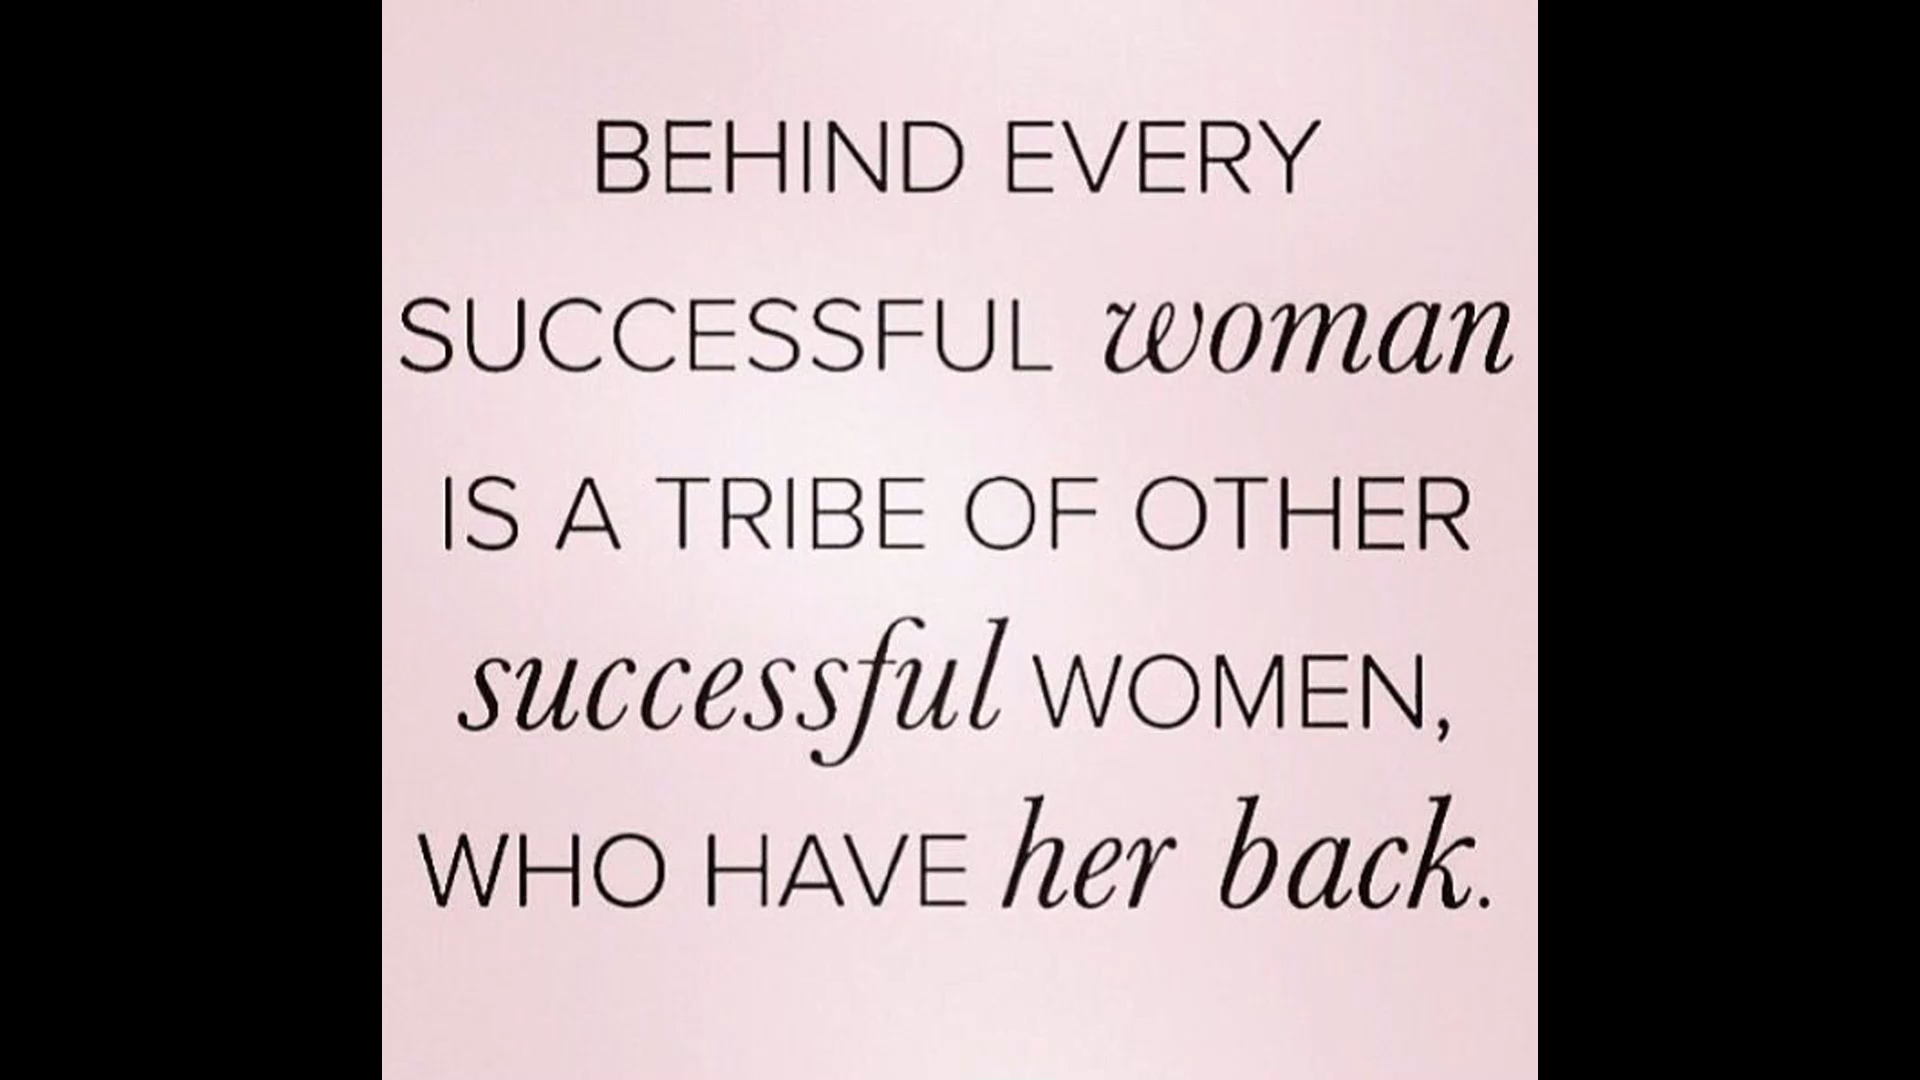 BEHIND EVERY
SUCCESSFUL woman
IS A TRIBE OF OTHER
successful WOMEN,
WHO HAVE her back.